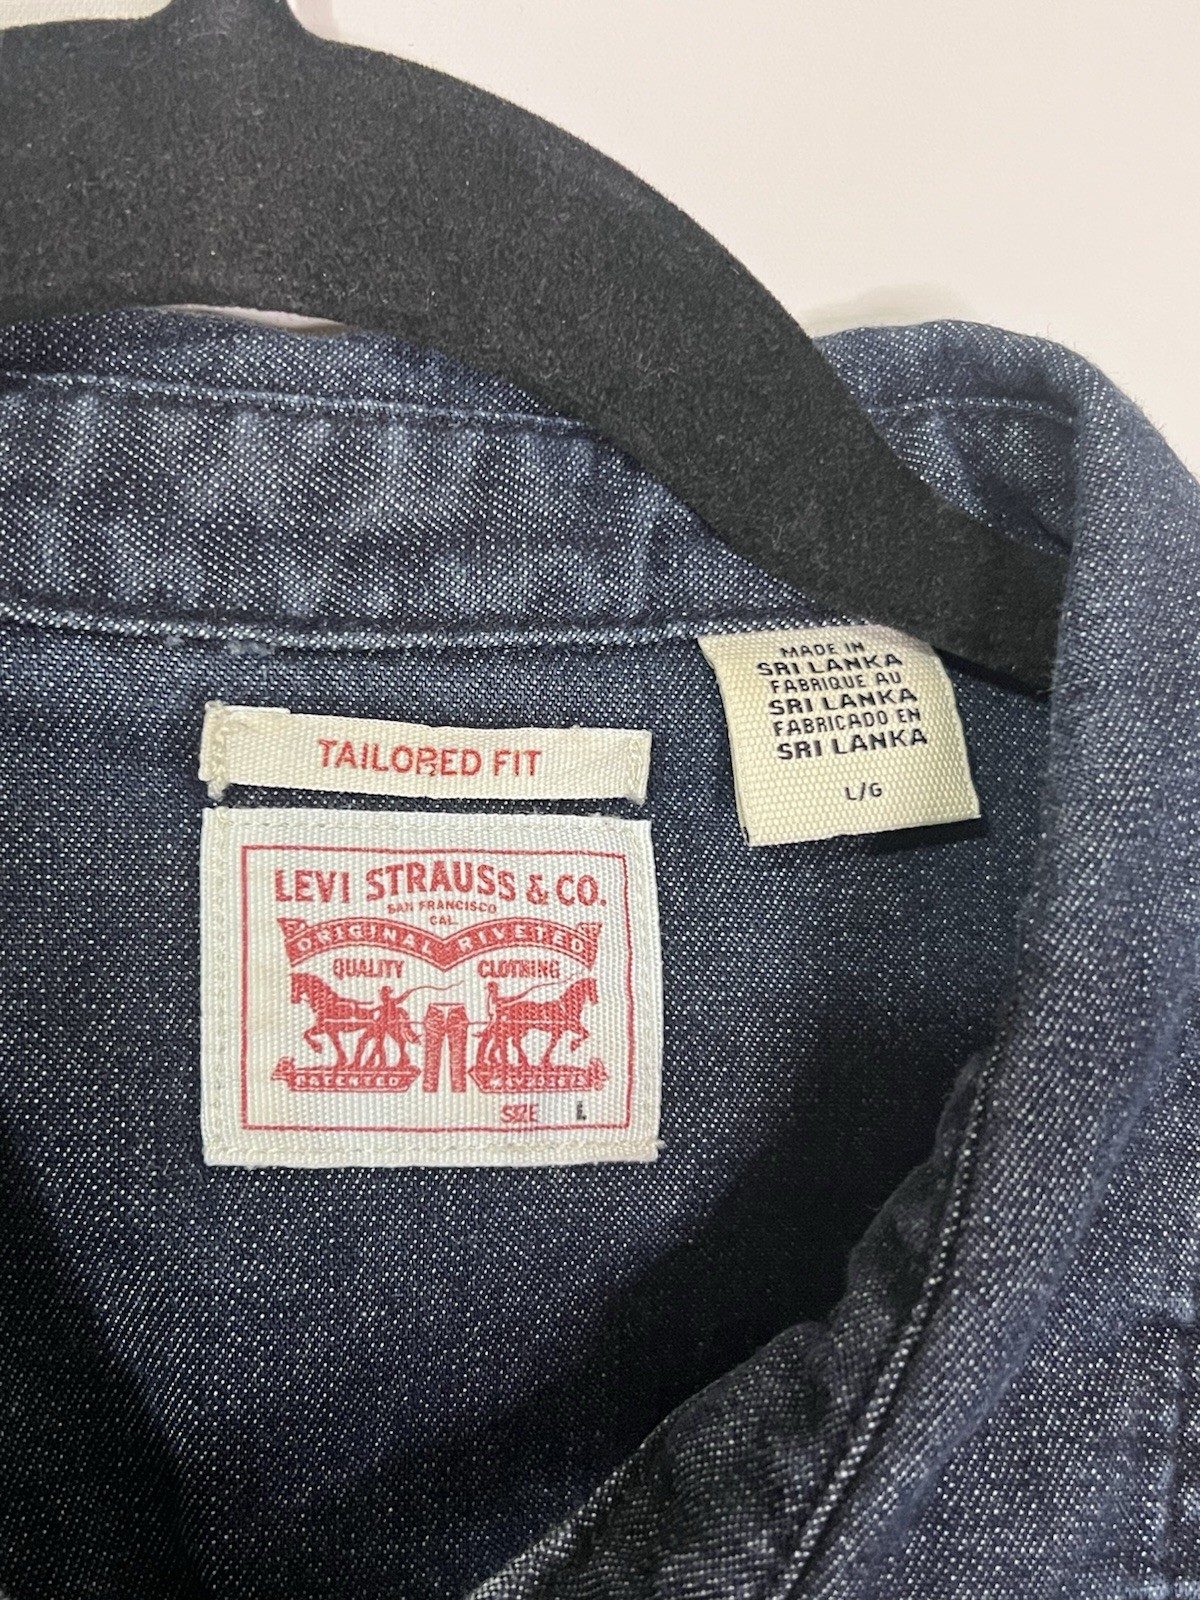 MADE IN
SRI LANKA
FABRIQUE AU
SRI LANKA
FABRICADO EN
SRI LANKA
L/G
TAILORED FIT
LEVI STRAUSS & CO.
SAN FRANCISCO
CAL.
ORIGINAL RIVETED
QUALITY CLOTHING
PATENTED
SIZE L